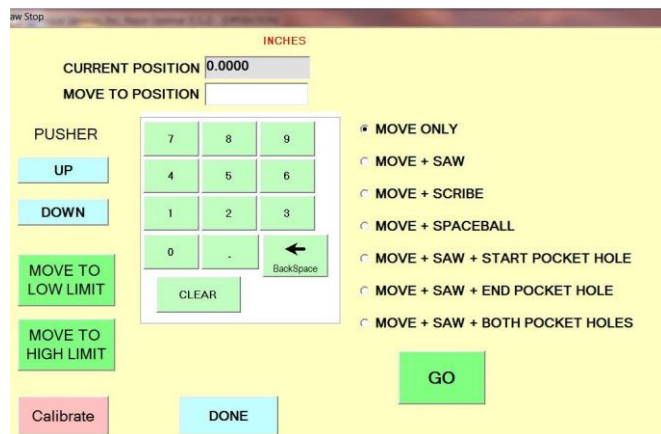 aw Stop
INCHES
CURRENT POSITION 0.0000
MOVE TO POSITION
PUSHER
UP
DOWN
MOVE TO
LOW LIMIT
MOVE TO
HIGH LIMIT
Calibrate
7 8 9
4 5 6
1 2 3
0 .
BackSpace
CLEAR
DONE
MOVE ONLY
MOVE + SAW
MOVE + SCRIBE
MOVE + SPACEBALL
MOVE + SAW + START POCKET HOLE
MOVE + SAW + END POCKET HOLE
MOVE + SAW + BOTH POCKET HOLES
GO